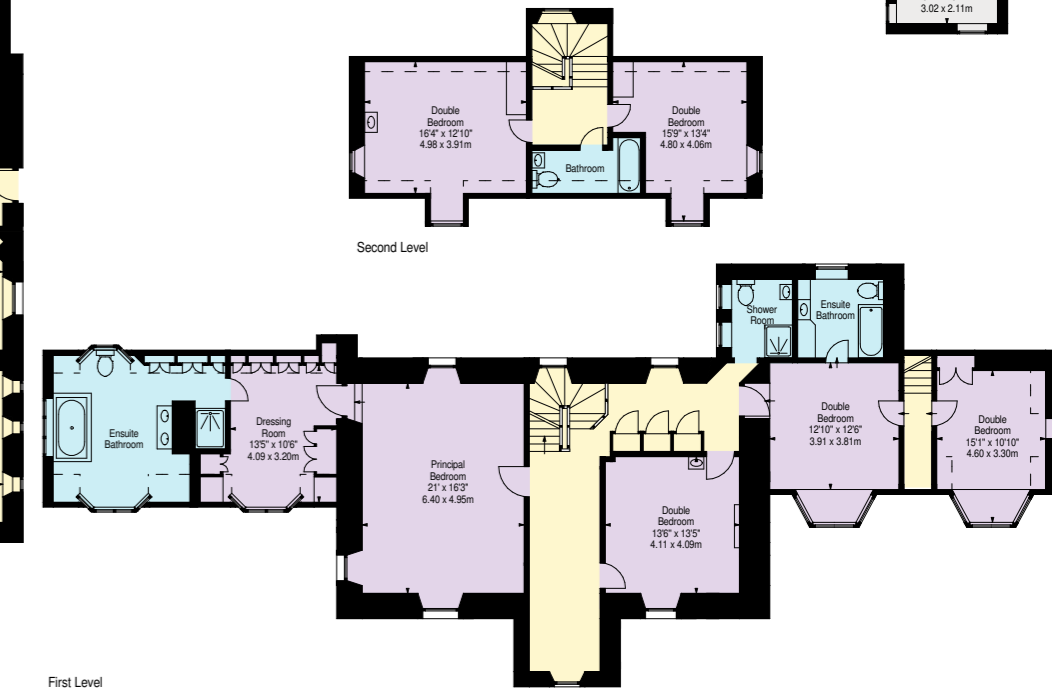 3.02 x 2.11m
Double
Bedroom
16'4" x 12'10"
4.98 x 3.91m
Double
Bedroom
15'9" x 13'4"
4.80 x 4.06m
Bathroom
Second Level
Shower
Room
Ensuite
Bathroom
Ensuite
Bathroom
Dressing
Room
13'5" x 10'6"
4.09 x 3.20m
Principal
Bedroom
21' x 16'3"
6.40 x 4.95m
Double
Bedroom
13'6" x 13'5"
4.11 x 4.09m
Double
Bedroom
12'10" x 12'6"
3.91 x 3.81m
Double
Bedroom
15'1" x 10'10"
4.60 x 3.30m
First Level